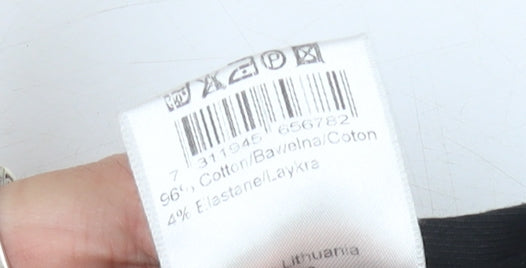 7 311945 656782
96% Cotton/Bawełna/Coton
4% Elastane/Laykra
Lithuania